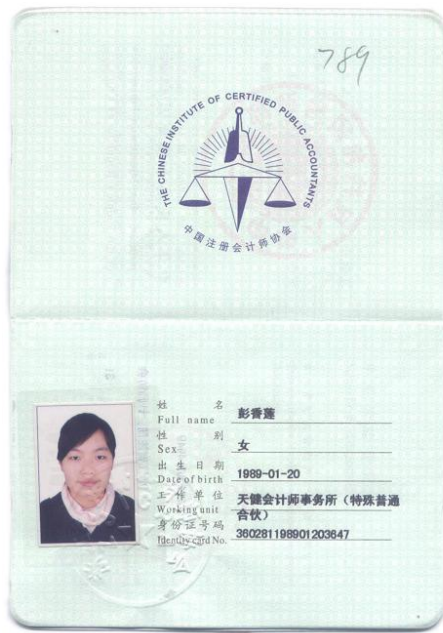 789
THE CHINESE INSTITUTE OF CERTIFIED PUBLIC ACCOUNTANTS
中国注册会计师协会
姓 名 彭香莲
Full name
性 别
Sex 女
出生日期
Date of birth 1989-01-20
工作单位 天健会计师事务所（特殊普通
Working unit 合伙）
身份证号码 360281198901203647
Identity card No.